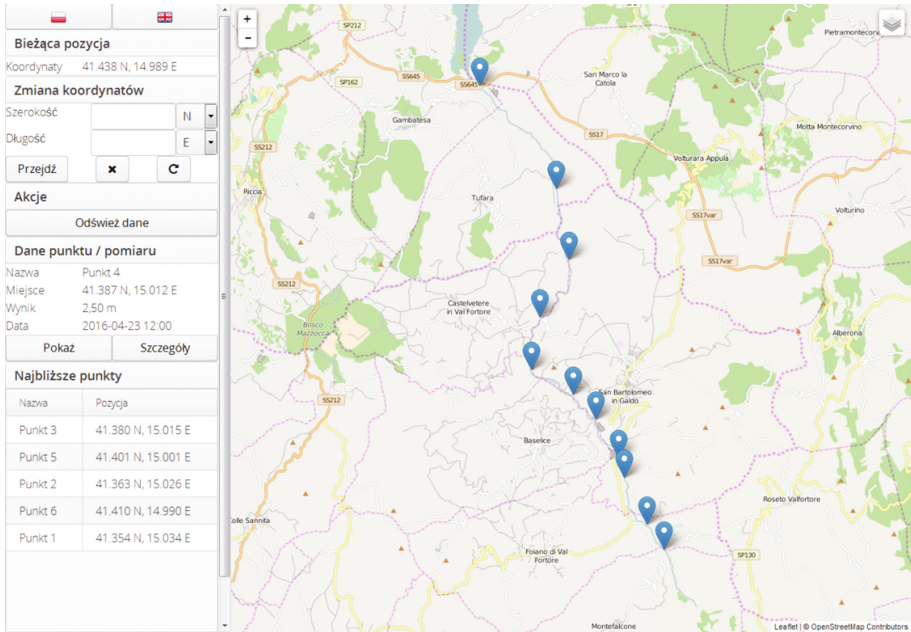 Bieżąca pozycja
Koordynaty 41.438 N, 14.989 E
Zmiana koordynatów
Szerokość N
Długość E
Przejdź
Akcje
Odśwież dane
Dane punktu / pomiaru
Nazwa Punkt 4
Miejsce 41.387 N, 15.012 E
Wynik 2,50 m
Data 2016-04-23 12:00
Pokaż Szczegóły
Najbliższe punkty
Nazwa Pozycja
Punkt 3 41.380 N, 15.015 E
Punkt 5 41.401 N, 15.001 E
Punkt 2 41.363 N, 15.026 E
Punkt 6 41.410 N, 14.990 E
Punkt 1 41.354 N, 15.034 E
+
-
SP212
Pietramontecorv
SS645
SP162
SS645
San Marco la
Catola
Gambatesa
SS17
Motta Montecorvino
SS212
Volturara Appula
Riccia
Tufara
Volturino
SS17var
SS17var
SS212
Castelvetere
in Val Fortore
Bosco
Mazzocca
Alberona
SS212
San Bartolomeo
in Galdo
Baselice
Roseto Valfortore
Colle Sannita
Foiano di Val
Fortore
SP130
Montefalcone
Leaflet | © OpenStreetMap Contributors